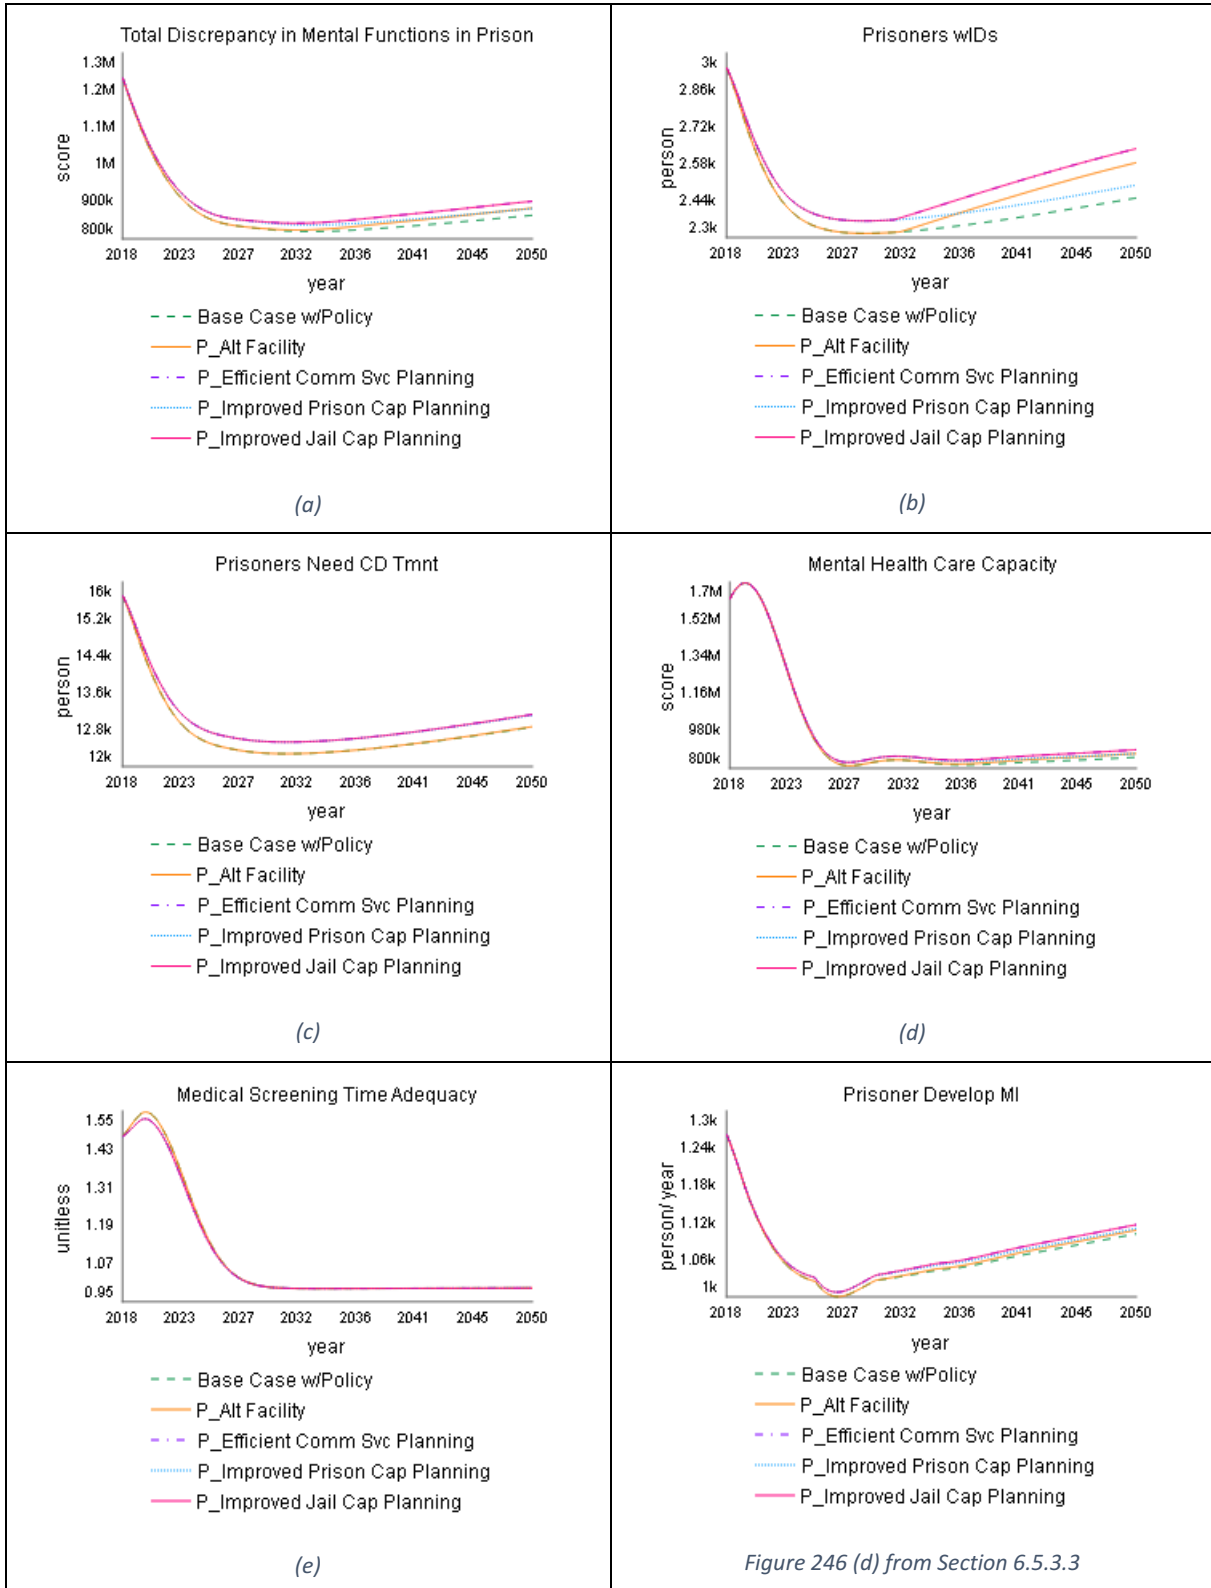 Total Discrepancy in Mental Functions in Prison
1.3M
1.2M
1.1M
1M
900k
800k
score
2018 2023 2027 2032 2036 2041 2045 2050
year
Base Case w/Policy
P_Alt Facility
P_Efficient Comm Svc Planning
P_Improved Prison Cap Planning
P_Improved Jail Cap Planning
(a)
Prisoners wIDs
3k
2.86k
2.72k
2.58k
2.44k
2.3k
person
2018 2023 2027 2032 2036 2041 2045 2050
year
Base Case w/Policy
P_Alt Facility
P_Efficient Comm Svc Planning
P_Improved Prison Cap Planning
P_Improved Jail Cap Planning
(b)
Prisoners Need CD Tmnt
16k
15.2k
14.4k
13.6k
12.8k
12k
person
2018 2023 2027 2032 2036 2041 2045 2050
year
Base Case w/Policy
P_Alt Facility
P_Efficient Comm Svc Planning
P_Improved Prison Cap Planning
P_Improved Jail Cap Planning
(c)
Mental Health Care Capacity
1.7M
1.52M
1.34M
1.16M
980k
800k
score
2018 2023 2027 2032 2036 2041 2045 2050
year
Base Case w/Policy
P_Alt Facility
P_Efficient Comm Svc Planning
P_Improved Prison Cap Planning
P_Improved Jail Cap Planning
(d)
Medical Screening Time Adequacy
1.55
1.43
1.31
1.19
1.07
0.95
unitless
2018 2023 2027 2032 2036 2041 2045 2050
year
Base Case w/Policy
P_Alt Facility
P_Efficient Comm Svc Planning
P_Improved Prison Cap Planning
P_Improved Jail Cap Planning
(e)
Prisoner Develop MI
1.3k
1.24k
1.18k
1.12k
1.06k
1k
person/year
2018 2023 2027 2032 2036 2041 2045 2050
year
Base Case w/Policy
P_Alt Facility
P_Efficient Comm Svc Planning
P_Improved Prison Cap Planning
P_Improved Jail Cap Planning
Figure 246 (d) from Section 6.5.3.3